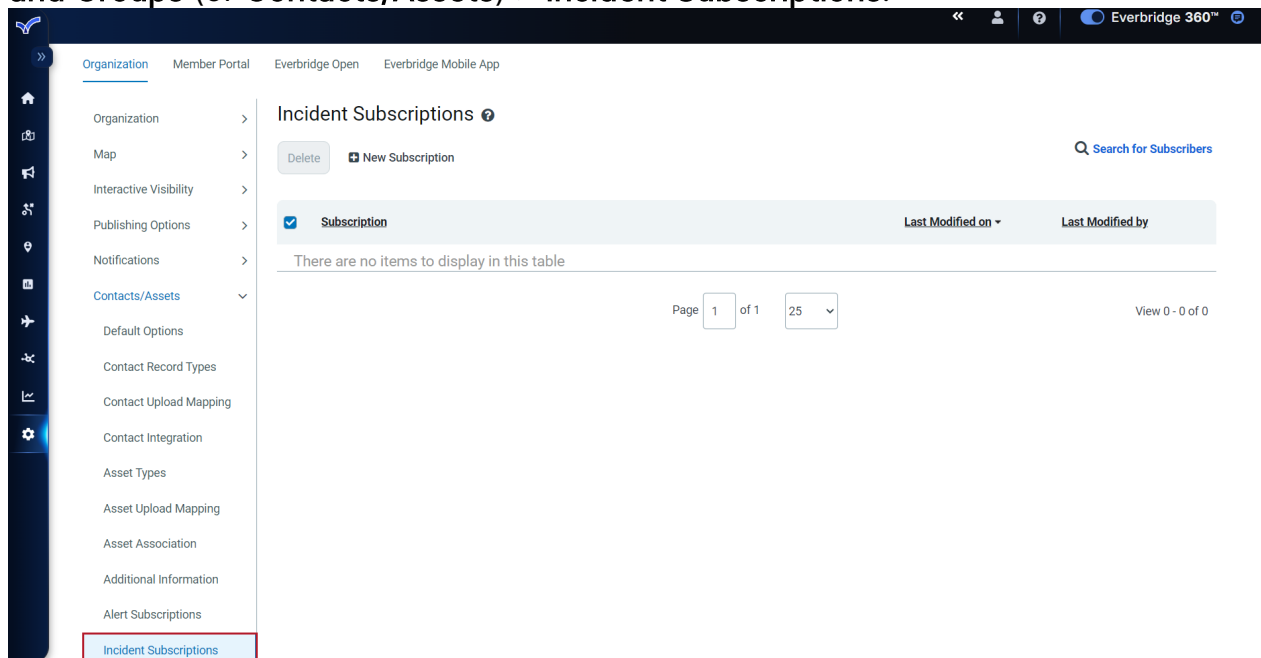 and Groups (or Contacts/Assets) > Incident Subscriptions.
Everbridge 360™
Organization Member Portal Everbridge Open Everbridge Mobile App
Organization
Map
Interactive Visibility
Publishing Options
Notifications
Contacts/Assets
Default Options
Contact Record Types
Contact Upload Mapping
Contact Integration
Asset Types
Asset Upload Mapping
Asset Association
Additional Information
Alert Subscriptions
Incident Subscriptions
Incident Subscriptions
Delete New Subscription
Search for Subscribers
Subscription Last Modified on Last Modified by
There are no items to display in this table
Page 1 of 1 25 View 0 - 0 of 0